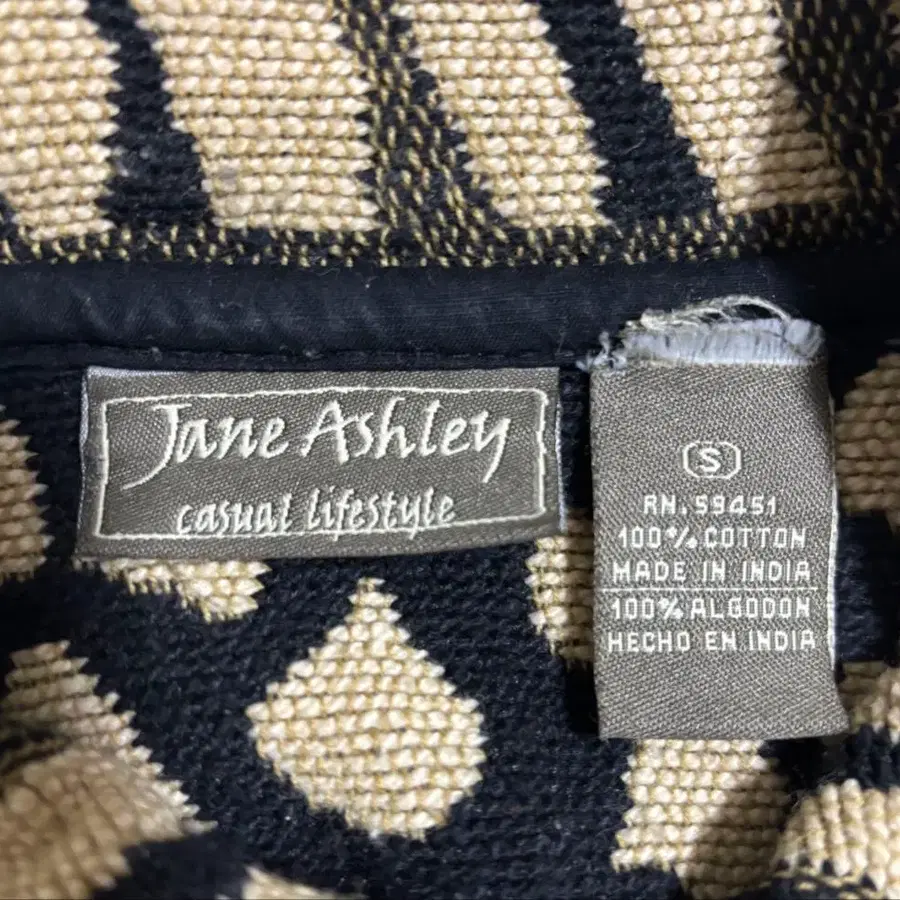 Jane Ashley
casual lifestyle
S
RN. 59451
100% COTTON
MADE IN INDIA
100% ALGODON
HECHO EN INDIA